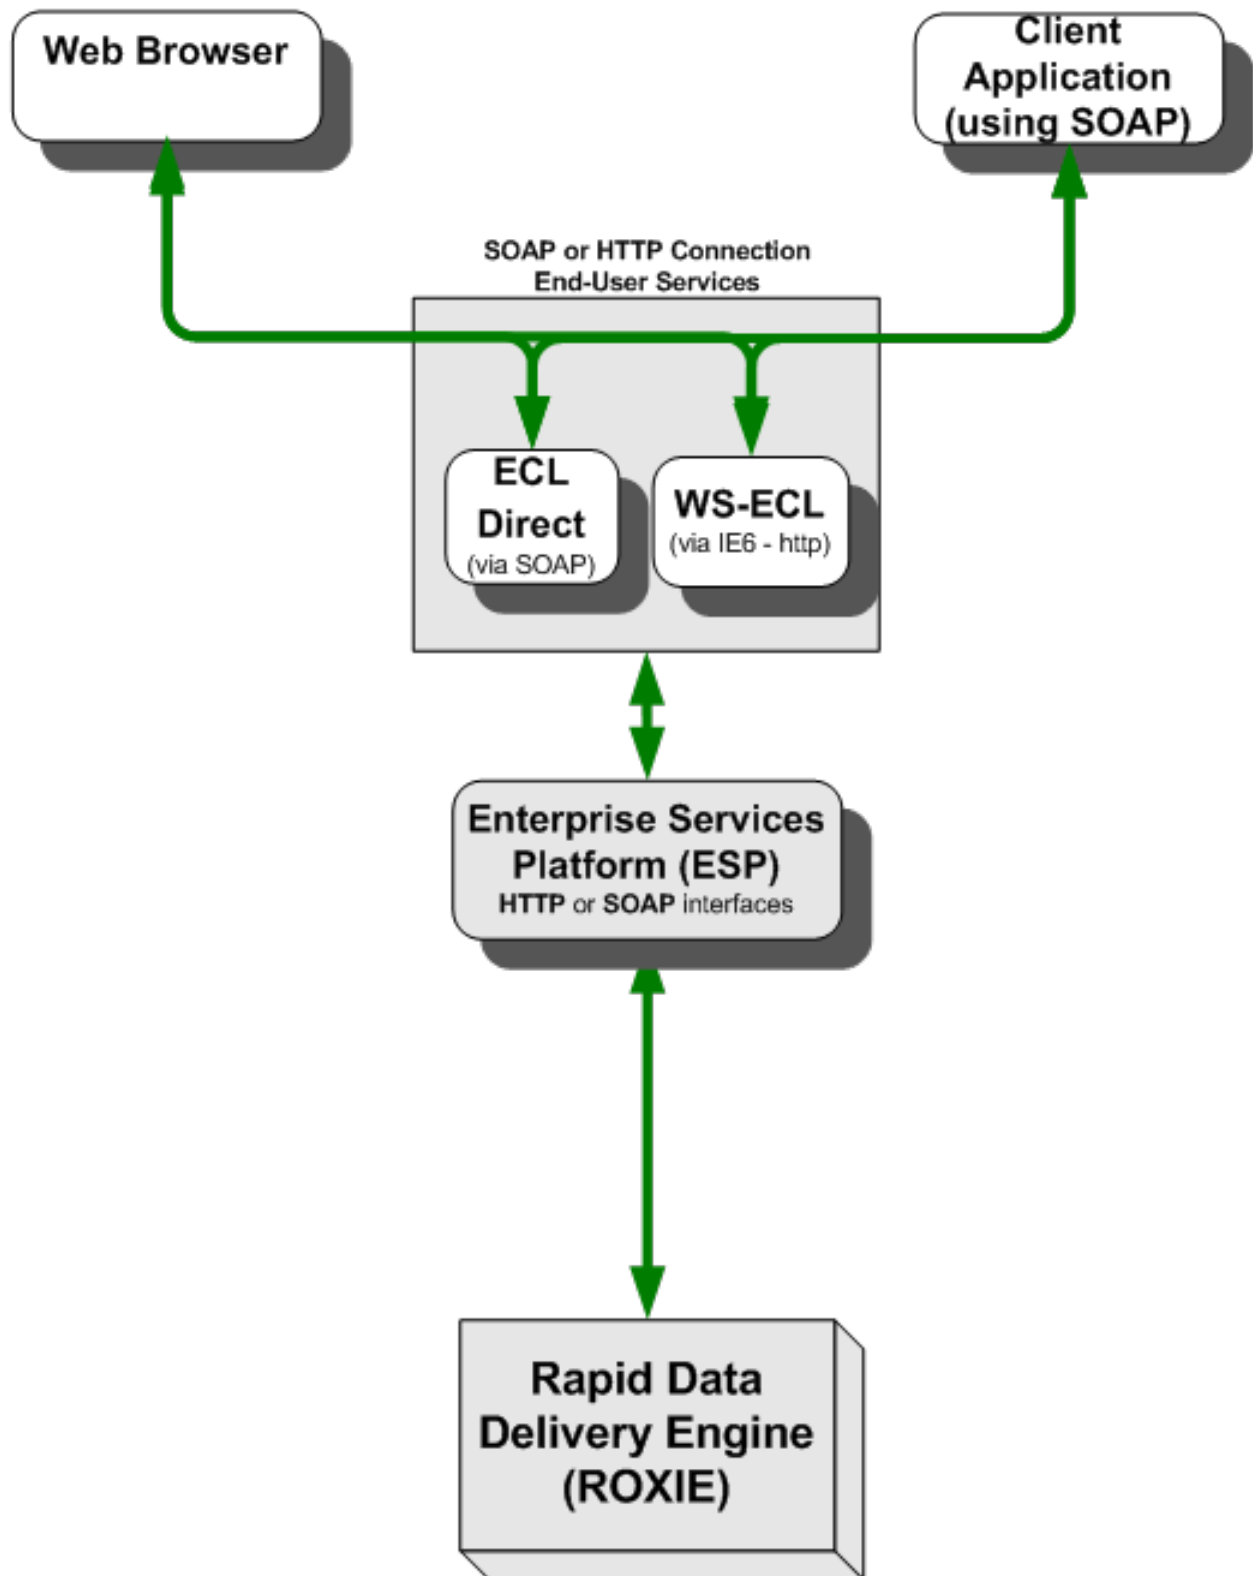 Web Browser
Client
Application
(using SOAP)
SOAP or HTTP Connection
End-User Services
ECL
Direct
(via SOAP)
WS-ECL
(via IE6 - http)
Enterprise Services
Platform (ESP)
HTTP or SOAP interfaces
Rapid Data
Delivery Engine
(ROXIE)